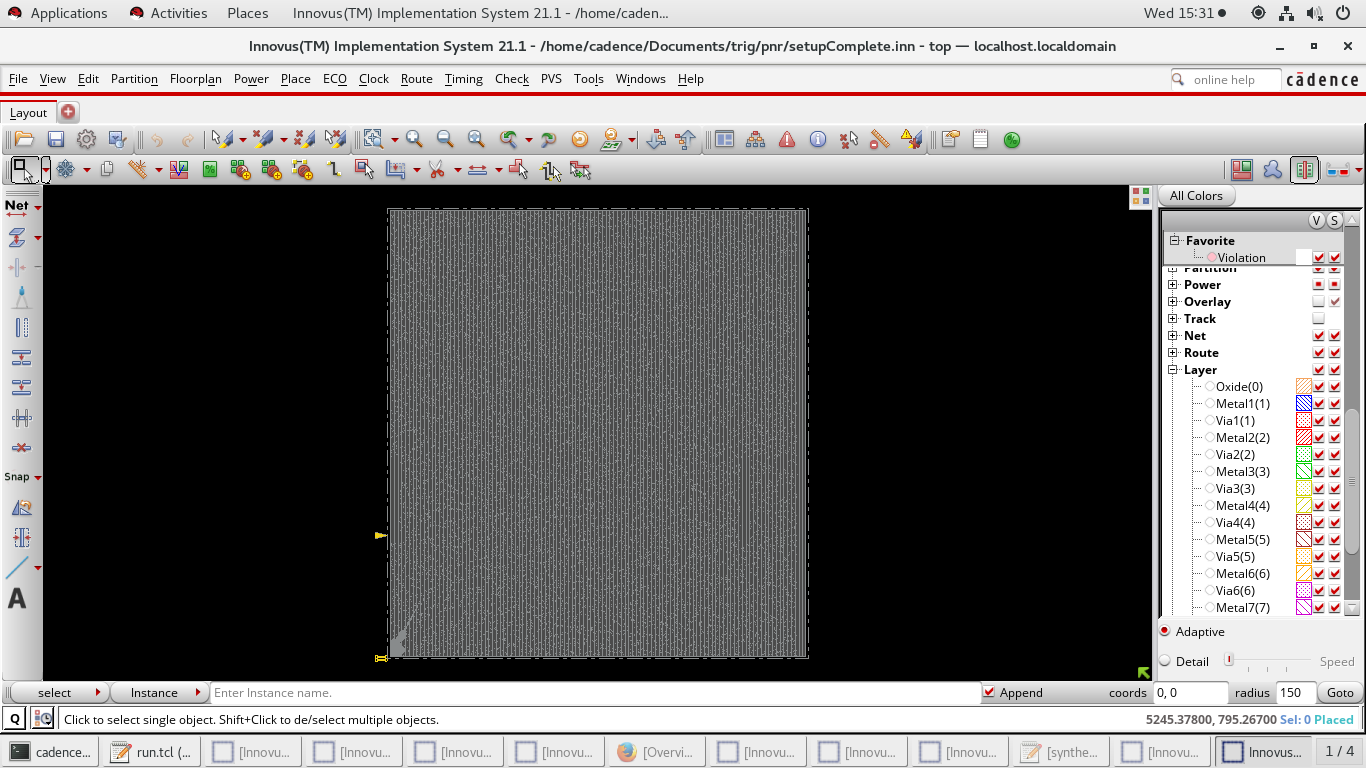 Applications Activities Places Innovus(TM) Implementation System 21.1 - /home/caden... Wed 15:31
Innovus(TM) Implementation System 21.1 - /home/cadence/Documents/trig/pnr/setupComplete.inn - top — localhost.localdomain
File View Edit Partition Floorplan Power Place ECO Clock Route Timing Check PVS Tools Windows Help online help cādence
Layout
Net
Snap
A
All Colors
V S
Favorite
Violation
Partition
Power
Overlay
Track
Net
Route
Layer
Oxide(0)
Metal1(1)
Via1(1)
Metal2(2)
Via2(2)
Metal3(3)
Via3(3)
Metal4(4)
Via4(4)
Metal5(5)
Via5(5)
Metal6(6)
Via6(6)
Metal7(7)
Adaptive
Detail Speed
select Instance Enter Instance name. Append coords 0, 0 radius 150 Goto
Q Click to select single object. Shift+Click to de/select multiple objects. 5245.37800, 795.26700 Sel: 0 Placed
cadence... run.tcl (... [Innovu... [Innovu... [Innovu... [Innovu... [Overvi... [Innovu... [Innovu... [Innovu... [synthe... [Innovu... Innovus... 1 / 4